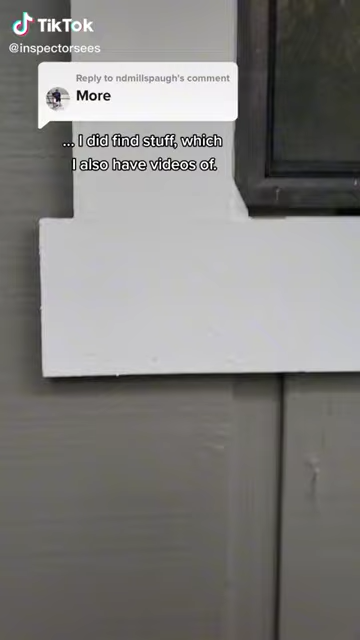 TikTok
@inspectorsees
Reply to ndmillspaugh's comment
More
... I did find stuff, which
I also have videos of.